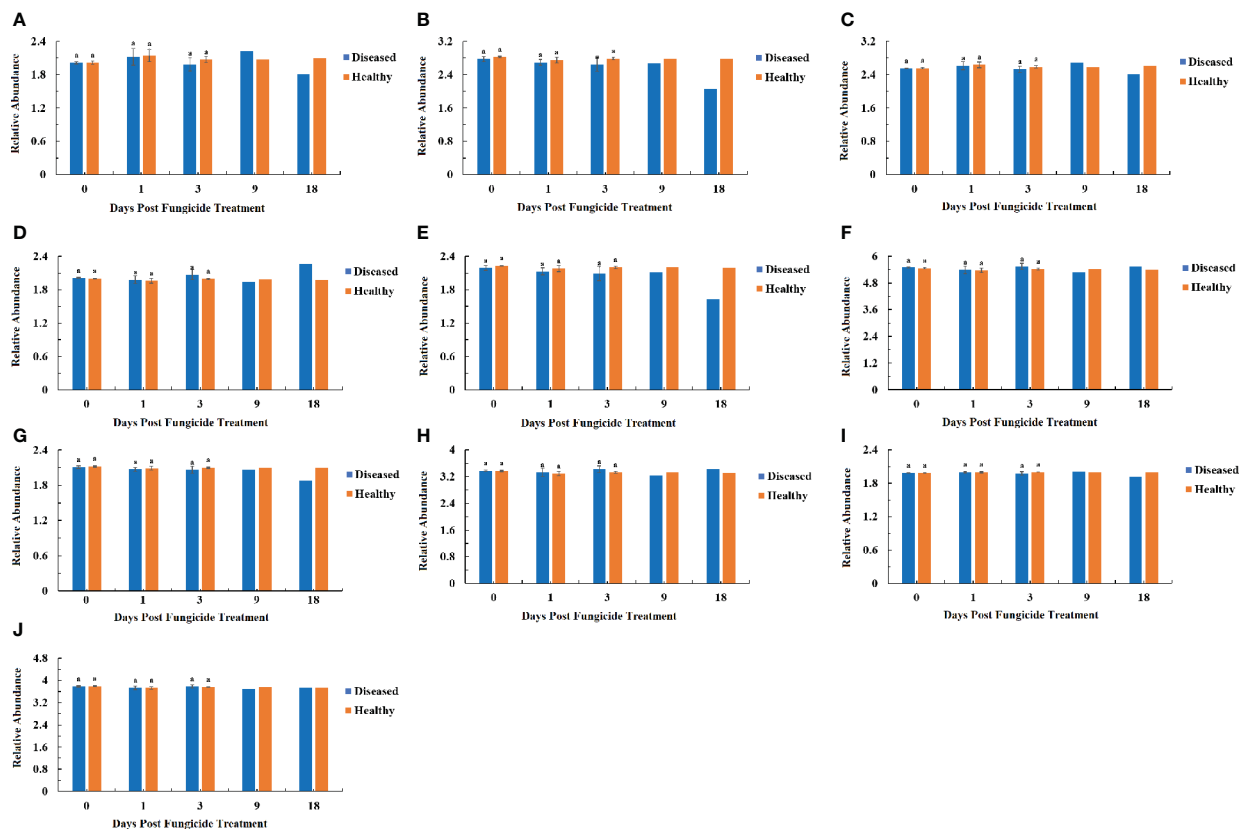 A
Relative Abundance
2.4
1.8
1.2
0.6
0
a a a a a a
0 1 3 9 18
Days Post Fungicide Treatment
Diseased
Healthy
B
Relative Abundance
3.2
2.4
1.6
0.8
0
a a a a a a
0 1 3 9 18
Days Post Fungicide Treatment
Diseased
Healthy
C
Relative Abundance
3.2
2.4
1.6
0.8
0
a a a a a a
0 1 3 9 18
Days Post Fungicide Treatment
Diseased
Healthy
D
Relative Abundance
2.4
1.8
1.2
0.6
0
a a a a a a
0 1 3 9 18
Days Post Fungicide Treatment
Diseased
Healthy
E
Relative Abundance
2.4
1.8
1.2
0.6
0
a a a a a a
0 1 3 9 18
Days Post Fungicide Treatment
Diseased
Healthy
F
Relative Abundance
6
4.8
3.6
2.4
1.2
0
a a a a a a
0 1 3 9 18
Days Post Fungicide Treatment
Diseased
Healthy
G
Relative Abundance
2.4
1.8
1.2
0.6
0
a a a a a a
0 1 3 9 18
Days Post Fungicide Treatment
Diseased
Healthy
H
Relative Abundance
4
3.2
2.4
1.6
0.8
0
a a a a a a
0 1 3 9 18
Days Post Fungicide Treatment
Diseased
Healthy
I
Relative Abundance
2.4
1.8
1.2
0.6
0
a a a a a a
0 1 3 9 18
Days Post Fungicide Treatment
Diseased
Healthy
J
Relative Abundance
4.8
4
3.2
2.4
1.6
0.8
0
a a a a a a
0 1 3 9 18
Days Post Fungicide Treatment
Diseased
Healthy